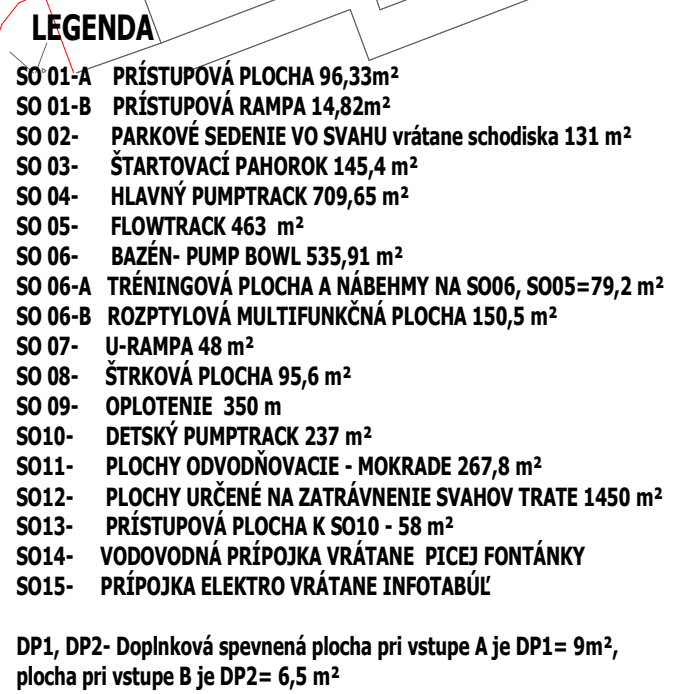 LEGENDA
SO 01-A PRÍSTUPOVÁ PLOCHA 96,33m²
SO 01-B PRÍSTUPOVÁ RAMPA 14,82m²
SO 02- PARKOVÉ SEDENIE VO SVAHU vrátane schodiska 131 m²
SO 03- ŠTARTOVACÍ PAHOROK 145,4 m²
SO 04- HLAVNÝ PUMPTRACK 709,65 m²
SO 05- FLOWTRACK 463 m²
SO 06- BAZÉN- PUMP BOWL 535,91 m²
SO 06-A TRÉNINGOVÁ PLOCHA A NÁBEHMY NA SO06, SO05=79,2 m²
SO 06-B ROZPTYLOVÁ MULTIFUNKČNÁ PLOCHA 150,5 m²
SO 07- U-RAMPA 48 m²
SO 08- ŠTRKOVÁ PLOCHA 95,6 m²
SO 09- OPLOTENIE 350 m
SO10- DETSKÝ PUMPTRACK 237 m²
SO11- PLOCHY ODVODŇOVACIE - MOKRADE 267,8 m²
SO12- PLOCHY URČENÉ NA ZATRÁVNENIE SVAHOV TRATE 1450 m²
SO13- PRÍSTUPOVÁ PLOCHA K SO10 - 58 m²
SO14- VODOVODNÁ PRÍPOJKA VRÁTANE PICEJ FONTÁNKY
SO15- PRÍPOJKA ELEKTRO VRÁTANE INFOTABÚĽ
DP1, DP2- Doplnková spevnená plocha pri vstupe A je DP1= 9m²,
plocha pri vstupe B je DP2= 6,5 m²